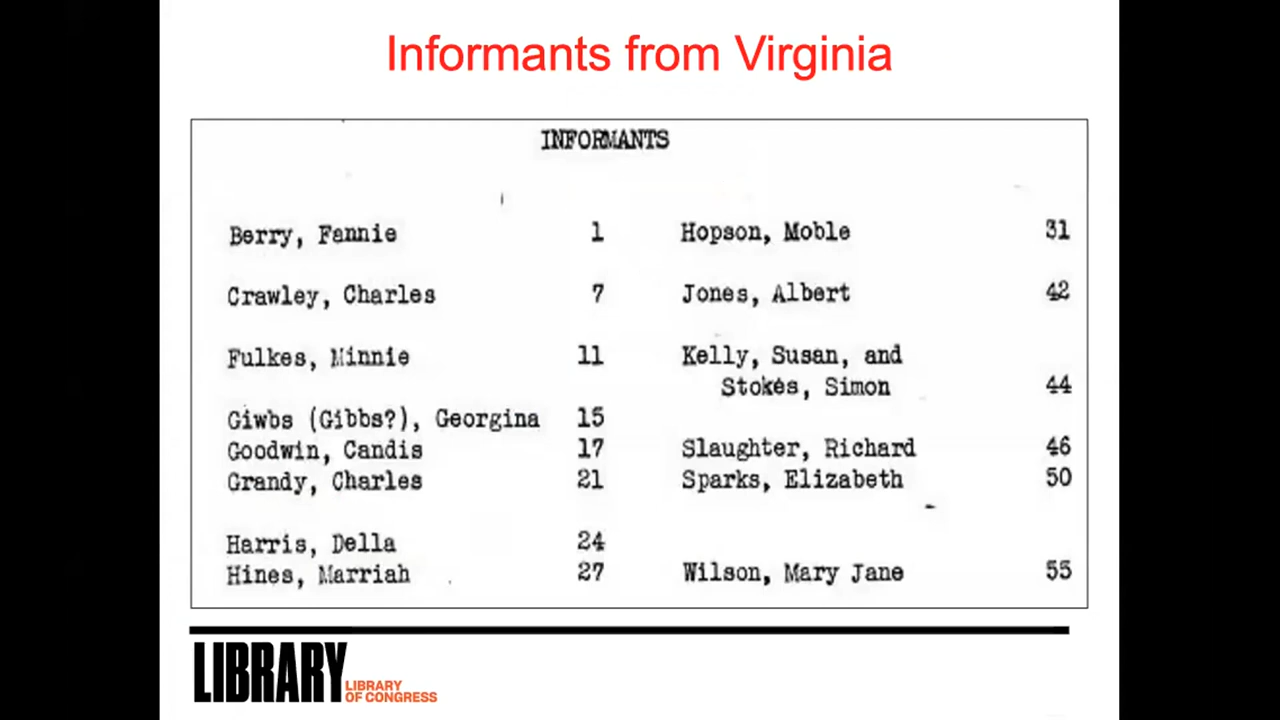 Informants from Virginia
INFORMANTS
Berry, Fannie 1
Crawley, Charles 7
Fulkes, Minnie 11
Giwbs (Gibbs?), Georgina 15
Goodwin, Candis 17
Grandy, Charles 21
Harris, Della 24
Hines, Marriah 27
Hopson, Moble 31
Jones, Albert 42
Kelly, Susan, and
Stokes, Simon 44
Slaughter, Richard 46
Sparks, Elizabeth 50
Wilson, Mary Jane 55
LIBRARY
LIBRARY
OF CONGRESS